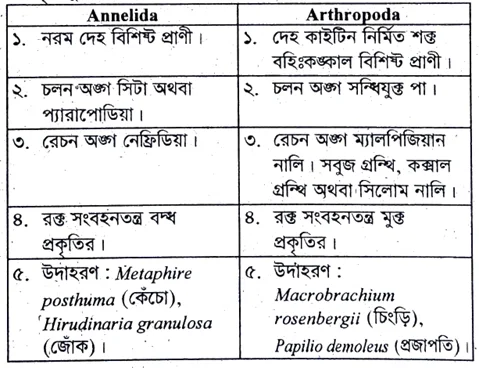 Annelida
Arthropoda
১. নরম দেহ বিশিষ্ট প্রাণী।
১. দেহ কাইটিন নির্মিত শক্ত
বহিঃকঙ্কাল বিশিষ্ট প্রাণী।
২. চলন অঙ্গ সিটা অথবা
প্যারাপোডিয়া।
২. চলন অঙ্গ সন্ধিযুক্ত পা।
৩. রেচন অঙ্গ নেফ্রিডিয়া।
৩. রেচন অঙ্গ ম্যালপিজিয়ান
নালি। সবুজ গ্রন্থি, কক্সাল
গ্রন্থি অথবা সিলোম নালি।
৪. রক্ত সংবহনতন্ত্র বদ্ধ
প্রকৃতির।
৪. রক্ত সংবহনতন্ত্র মুক্ত
প্রকৃতির।
৫. উদাহরণ : Metaphire
posthuma (কেঁচো),
Hirudinaria granulosa
(জোঁক)।
৫. উদাহরণ :
Macrobrachium
rosenbergii (চিংড়ি),
Papilio demoleus (প্রজাপতি)।